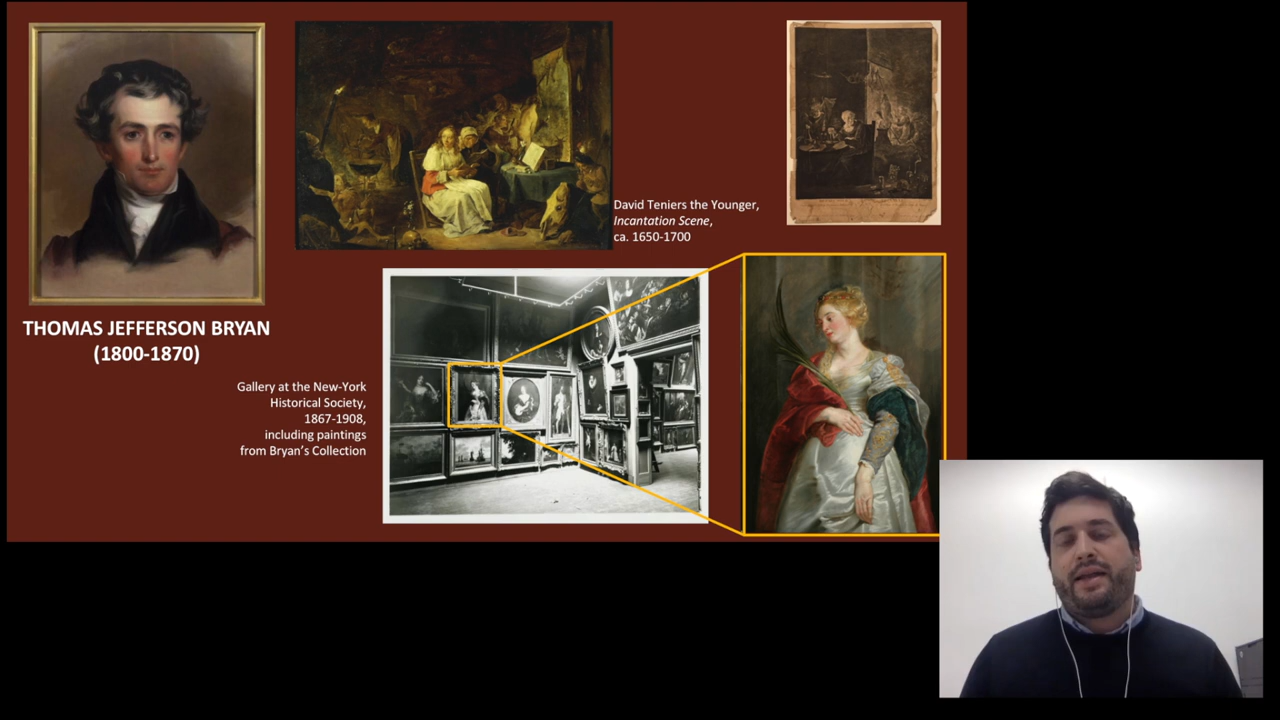 THOMAS JEFFERSON BRYAN
(1800-1870)
David Teniers the Younger,
Incantation Scene,
ca. 1650-1700
Gallery at the New-York
Historical Society,
1867-1908,
including paintings
from Bryan's Collection